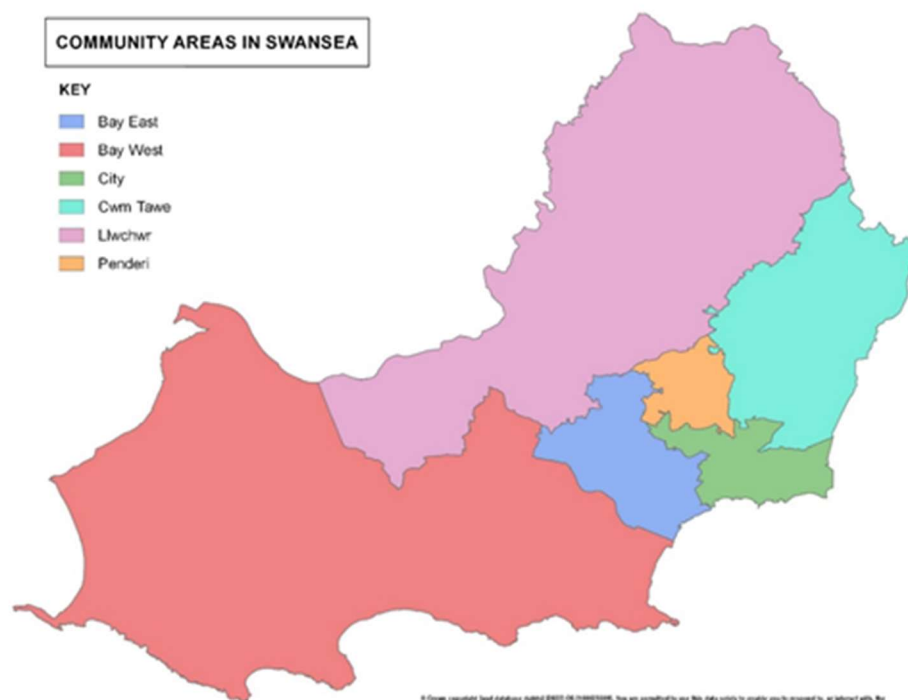 COMMUNITY AREAS IN SWANSEA
KEY
Bay East
Bay West
City
Cwm Tawe
Llwchwr
Penderi